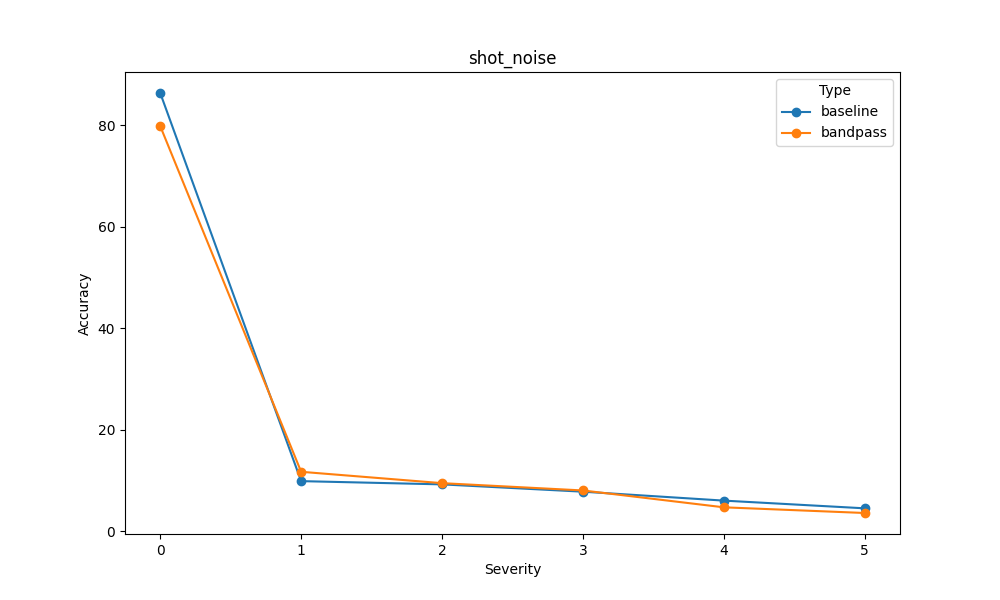 shot_noise
Type
baseline
bandpass
Accuracy
80
60
40
20
0
0 1 2 3 4 5
Severity